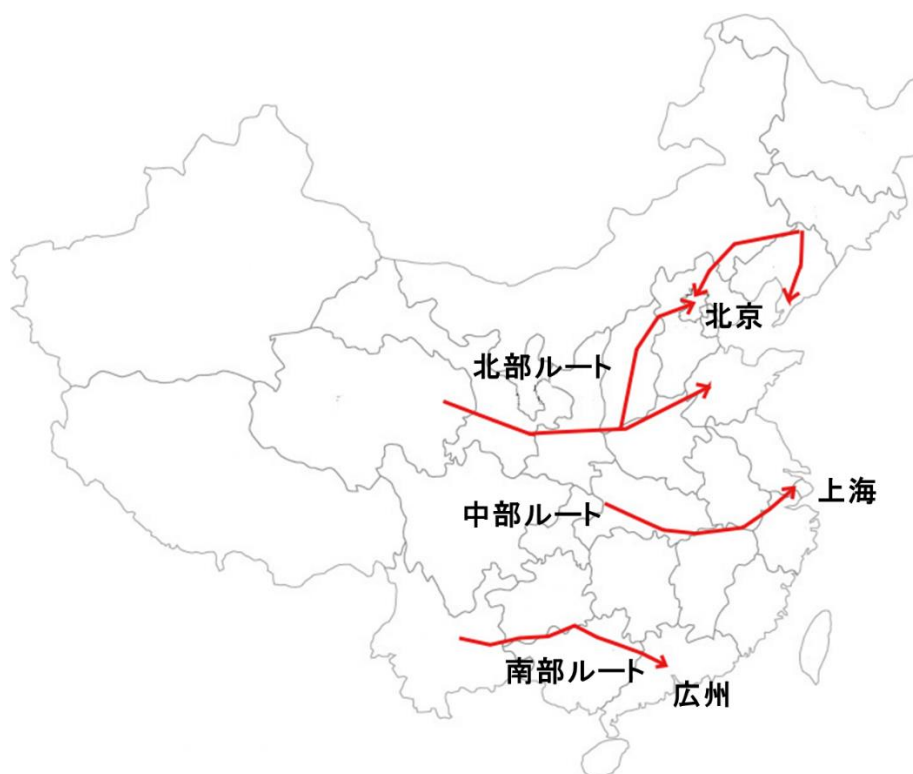 北京
北部ルート
上海
中部ルート
南部ルート
広州